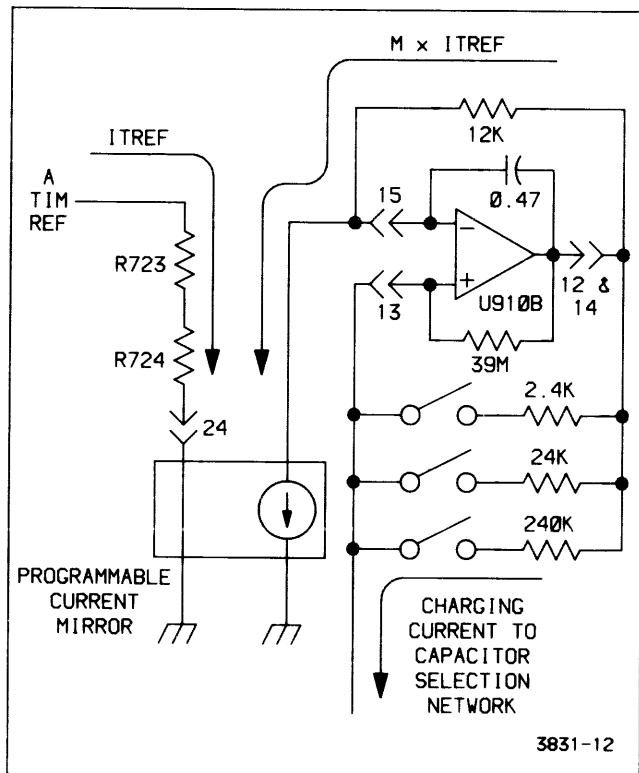 M x ITREF
ITREF
A
TIM
REF
12K
15
0.47
−
+
13
U910B
12 &
14
R723
39M
R724
2.4K
24
24K
240K
PROGRAMMABLE
CURRENT
MIRROR
CHARGING
CURRENT TO
CAPACITOR
SELECTION
NETWORK
3831-12